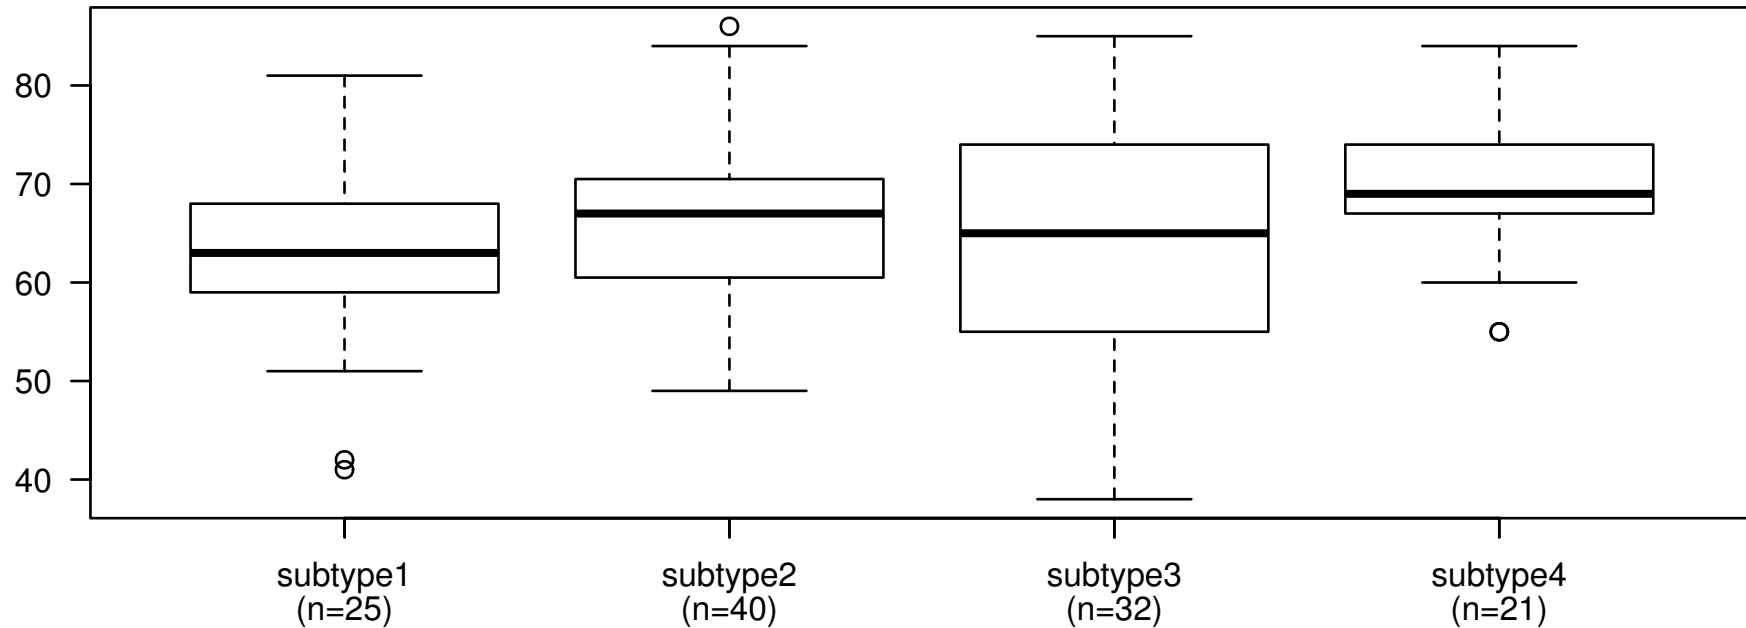 80
70
60
50
40
subtype1 subtype2 subtype3 subtype4
(n=25) (n=40) (n=32) (n=21)